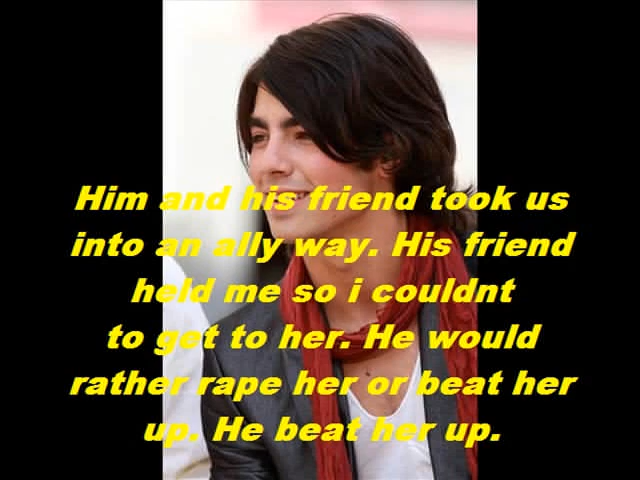 Him and his friend took us
into an ally way. His friend
held me so i couldnt
to get to her. He would
rather rape her or beat her
up. He beat her up.